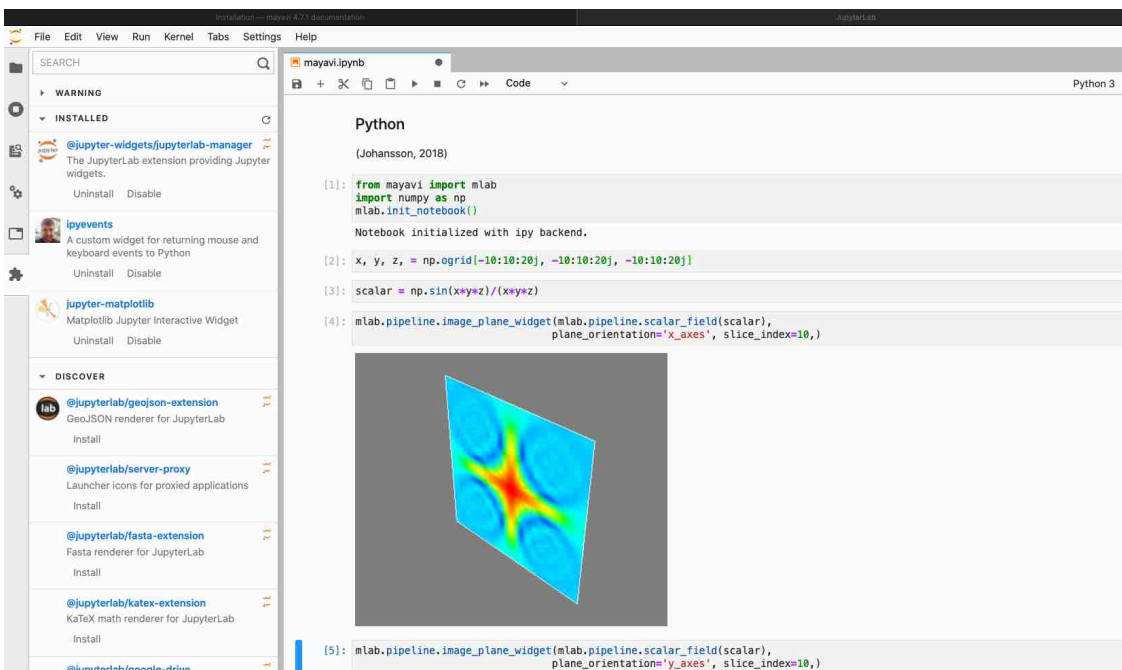 Installation — mayavi 4.7.1 documentation
JupyterLab
File Edit View Run Kernel Tabs Settings Help
SEARCH
WARNING
INSTALLED
@jupyter-widgets/jupyterlab-manager
The JupyterLab extension providing Jupyter
widgets.
Uninstall Disable
ipyevents
A custom widget for returning mouse and
keyboard events to Python
Uninstall Disable
jupyter-matplotlib
Matplotlib Jupyter Interactive Widget
Uninstall Disable
DISCOVER
lab
@jupyterlab/geojson-extension
GeoJSON renderer for JupyterLab
Install
@jupyterlab/server-proxy
Launcher icons for proxied applications
Install
@jupyterlab/fasta-extension
Fasta renderer for JupyterLab
Install
@jupyterlab/katex-extension
KaTeX math renderer for JupyterLab
Install
@jupyterlab/google-drive
mayavi.ipynb
Code
Python 3
Python
(Johansson, 2018)
[1]: from mayavi import mlab
import numpy as np
mlab.init_notebook()
Notebook initialized with ipy backend.
[2]: x, y, z, = np.ogrid[-10:10:20j, -10:10:20j, -10:10:20j]
[3]: scalar = np.sin(x*y*z)/(x*y*z)
[4]: mlab.pipeline.image_plane_widget(mlab.pipeline.scalar_field(scalar),
plane_orientation='x_axes', slice_index=10,)
[5]: mlab.pipeline.image_plane_widget(mlab.pipeline.scalar_field(scalar),
plane_orientation='y_axes', slice_index=10,)